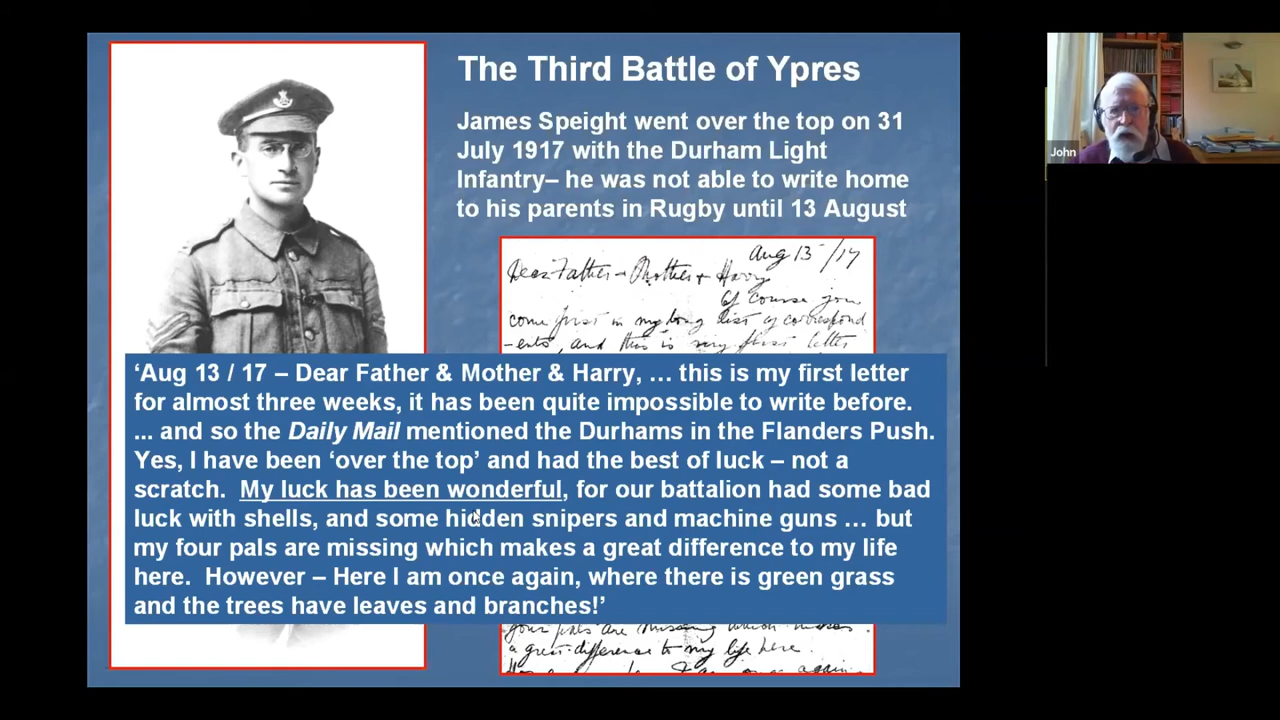 The Third Battle of Ypres
James Speight went over the top on 31
July 1917 with the Durham Light
Infantry– he was not able to write home
to his parents in Rugby until 13 August
Aug 13 /17
Dear Father + Mother + Harry
Of course you
come first in my long list of correspond
-ents, and this is my first letter
‘Aug 13 / 17 – Dear Father & Mother & Harry, … this is my first letter
for almost three weeks, it has been quite impossible to write before.
... and so the Daily Mail mentioned the Durhams in the Flanders Push.
Yes, I have been ‘over the top’ and had the best of luck – not a
scratch.  My luck has been wonderful, for our battalion had some bad
luck with shells, and some hidden snipers and machine guns … but
my four pals are missing which makes a great difference to my life
here.  However – Here I am once again, where there is green grass
and the trees have leaves and branches!’
four pals are missing which makes
a great difference to my life here.
once again
John